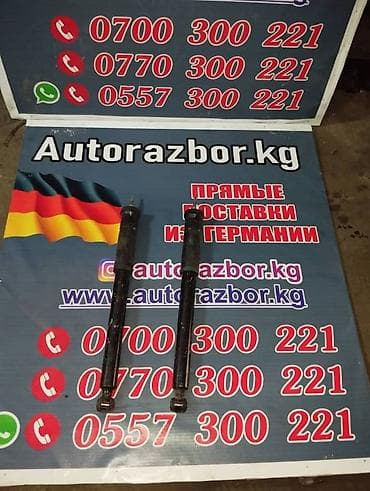 0700 300 221
0770 300 221
0557 300 221
Autorazbor.kg
ПРЯМЫЕ
ПОСТАВКИ
ИЗ ГЕРМАНИИ
autorazbor.kg
www.autorazbor.kg
0700 300 221
0770 300 221
0557 300 221